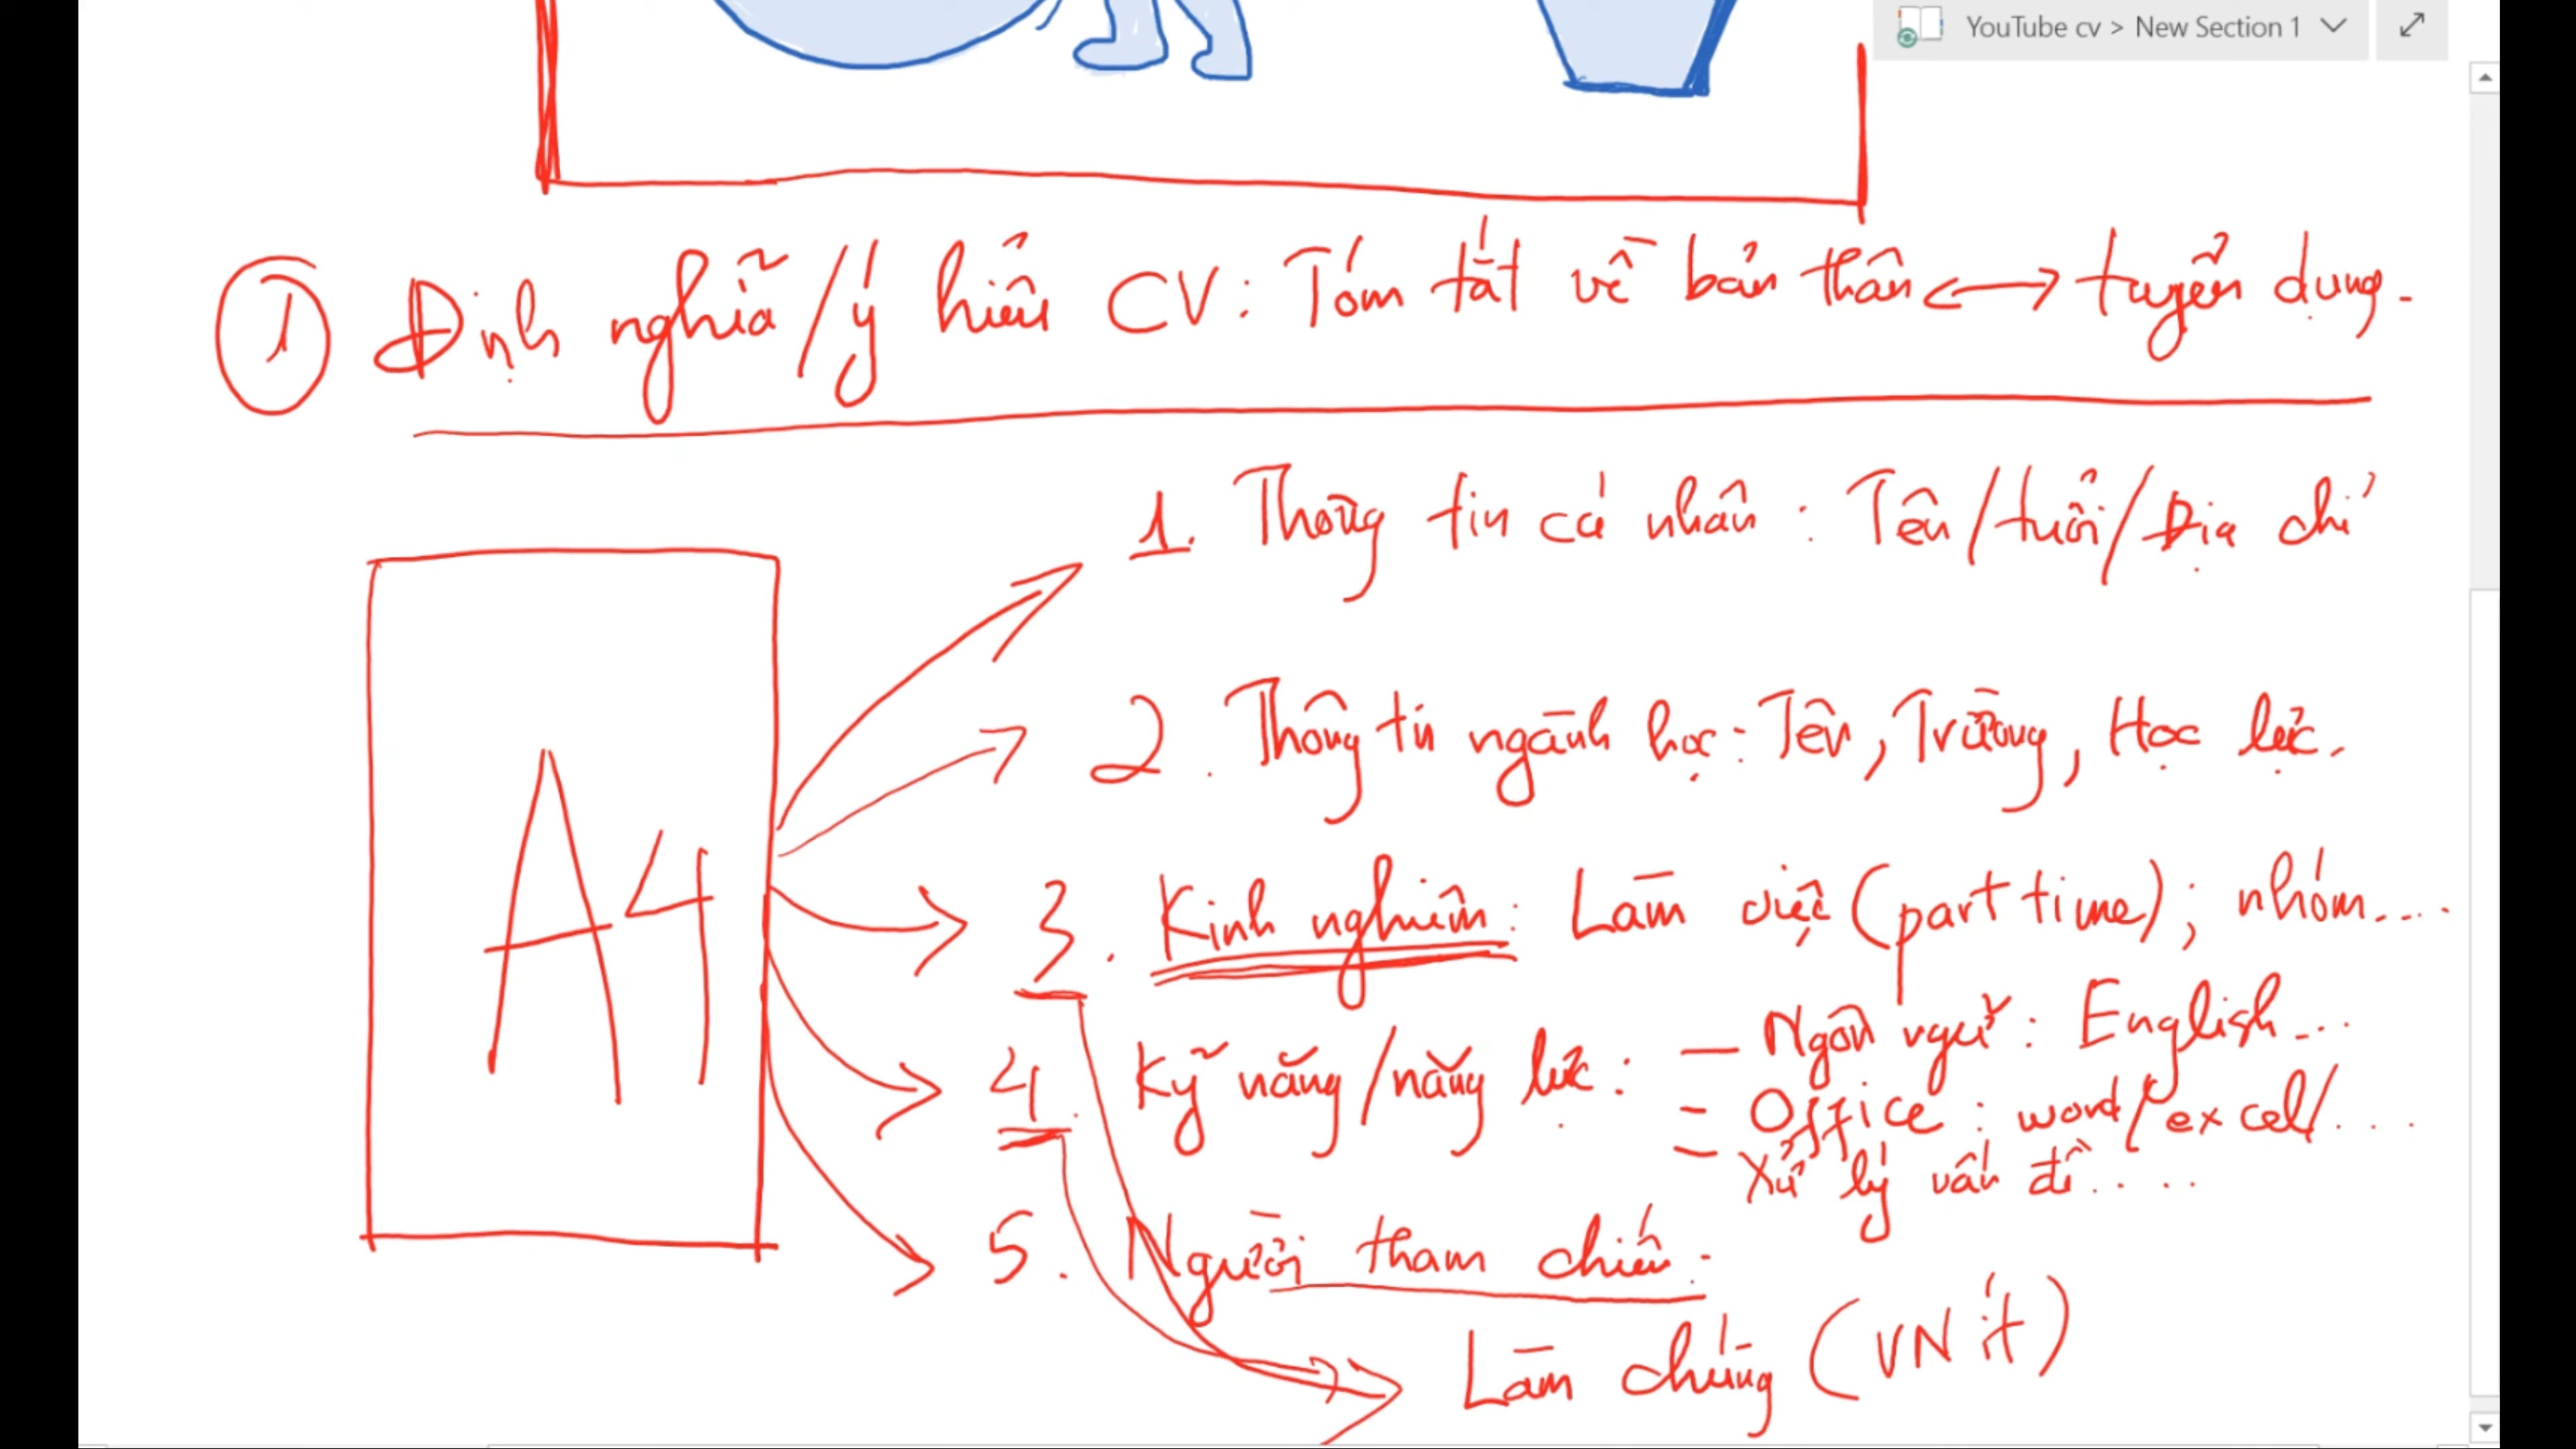 YouTube cv > New Section 1
① Định nghĩa/ý hiểu CV: Tóm tắt về bản thân ↔ tuyển dụng.
1. Thông tin cá nhân: Tên/tuổi/Địa chỉ
2. Thông tin ngành học: Tên, Trường, Học lực.
3. Kinh nghiệm: Làm việc (part time); nhóm....
4. Kỹ năng/năng lực: - Ngôn ngữ: English...
- Office: word/excel/....
- Xử lý vấn đề....
5. Người tham chiếu:
Làm chứng (VN ít)
A4